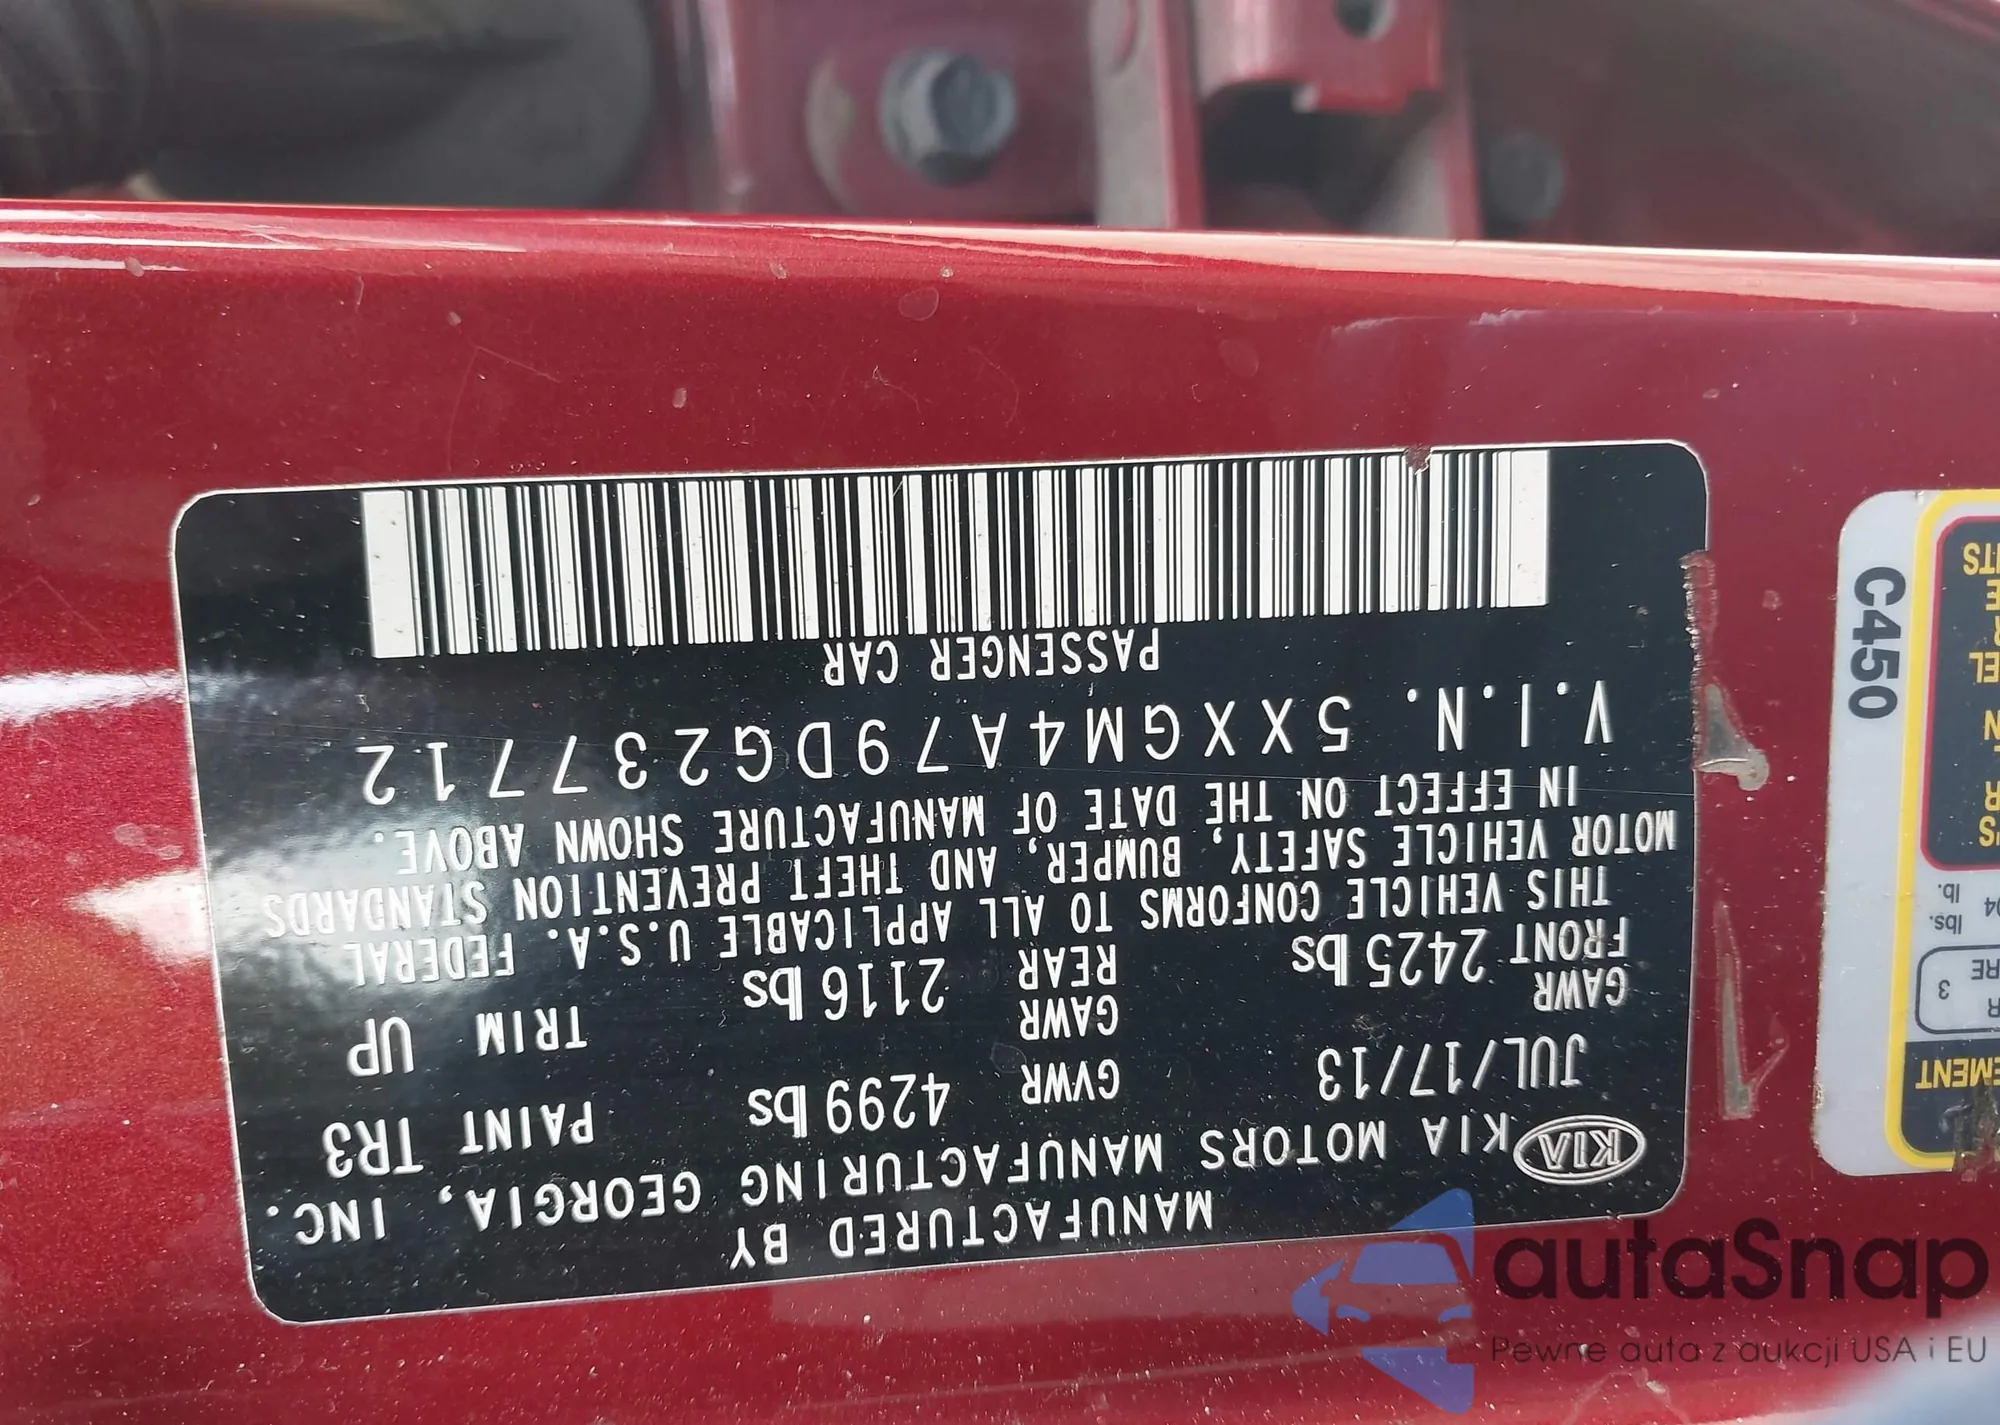 MANUFACTURED BY
KIA KIA MOTORS MANUFACTURING GEORGIA, INC.
JUL/17/13 GVWR 4299 lbs PAINT TR3
GAWR FRONT 2425 lbs GAWR REAR 2116 lbs TRIM UP
THIS VEHICLE CONFORMS TO ALL APPLICABLE U.S.A. FEDERAL
MOTOR VEHICLE SAFETY, BUMPER, AND THEFT PREVENTION STANDARDS
IN EFFECT ON THE DATE OF MANUFACTURE SHOWN ABOVE.
V.I.N. 5XXGM4A79DG237712
PASSENGER CAR
C450
3
lbs.
lb.
autaSnap
Pewne auta z aukcji USA i EU